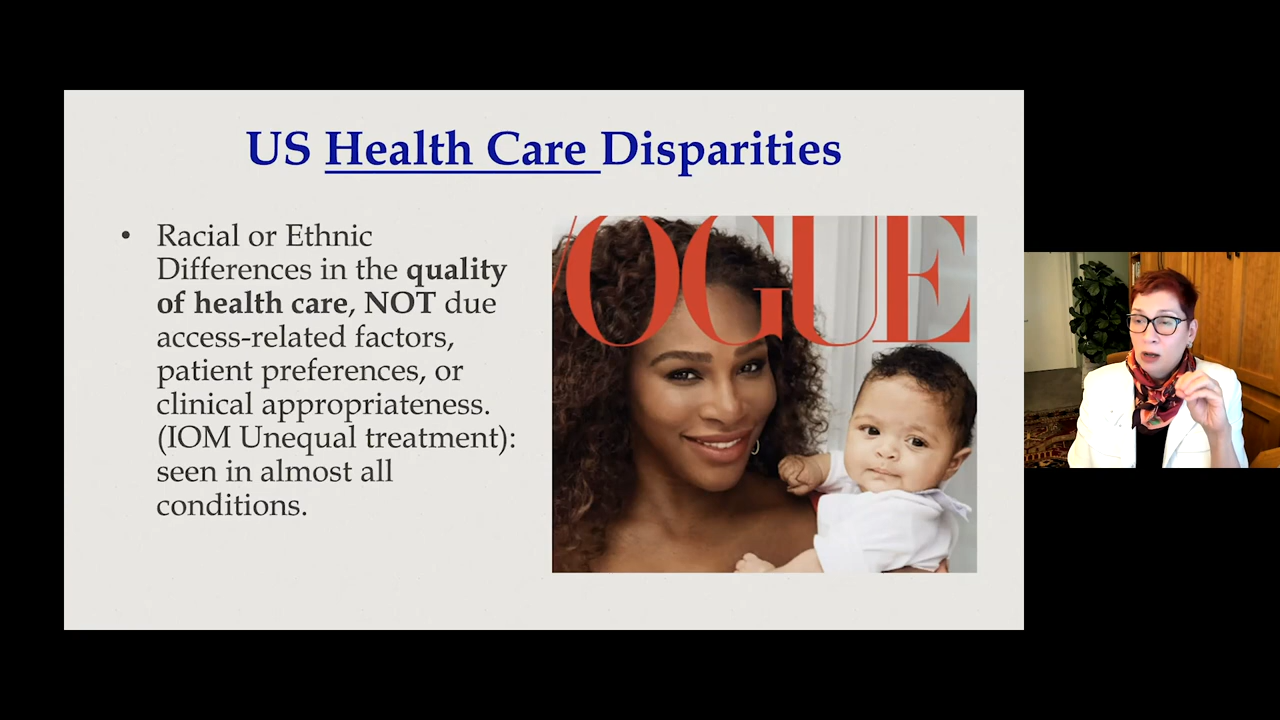 US Health Care Disparities
• Racial or Ethnic
Differences in the quality
of health care, NOT due
access-related factors,
patient preferences, or
clinical appropriateness.
(IOM Unequal treatment):
seen in almost all
conditions.
VOGUE